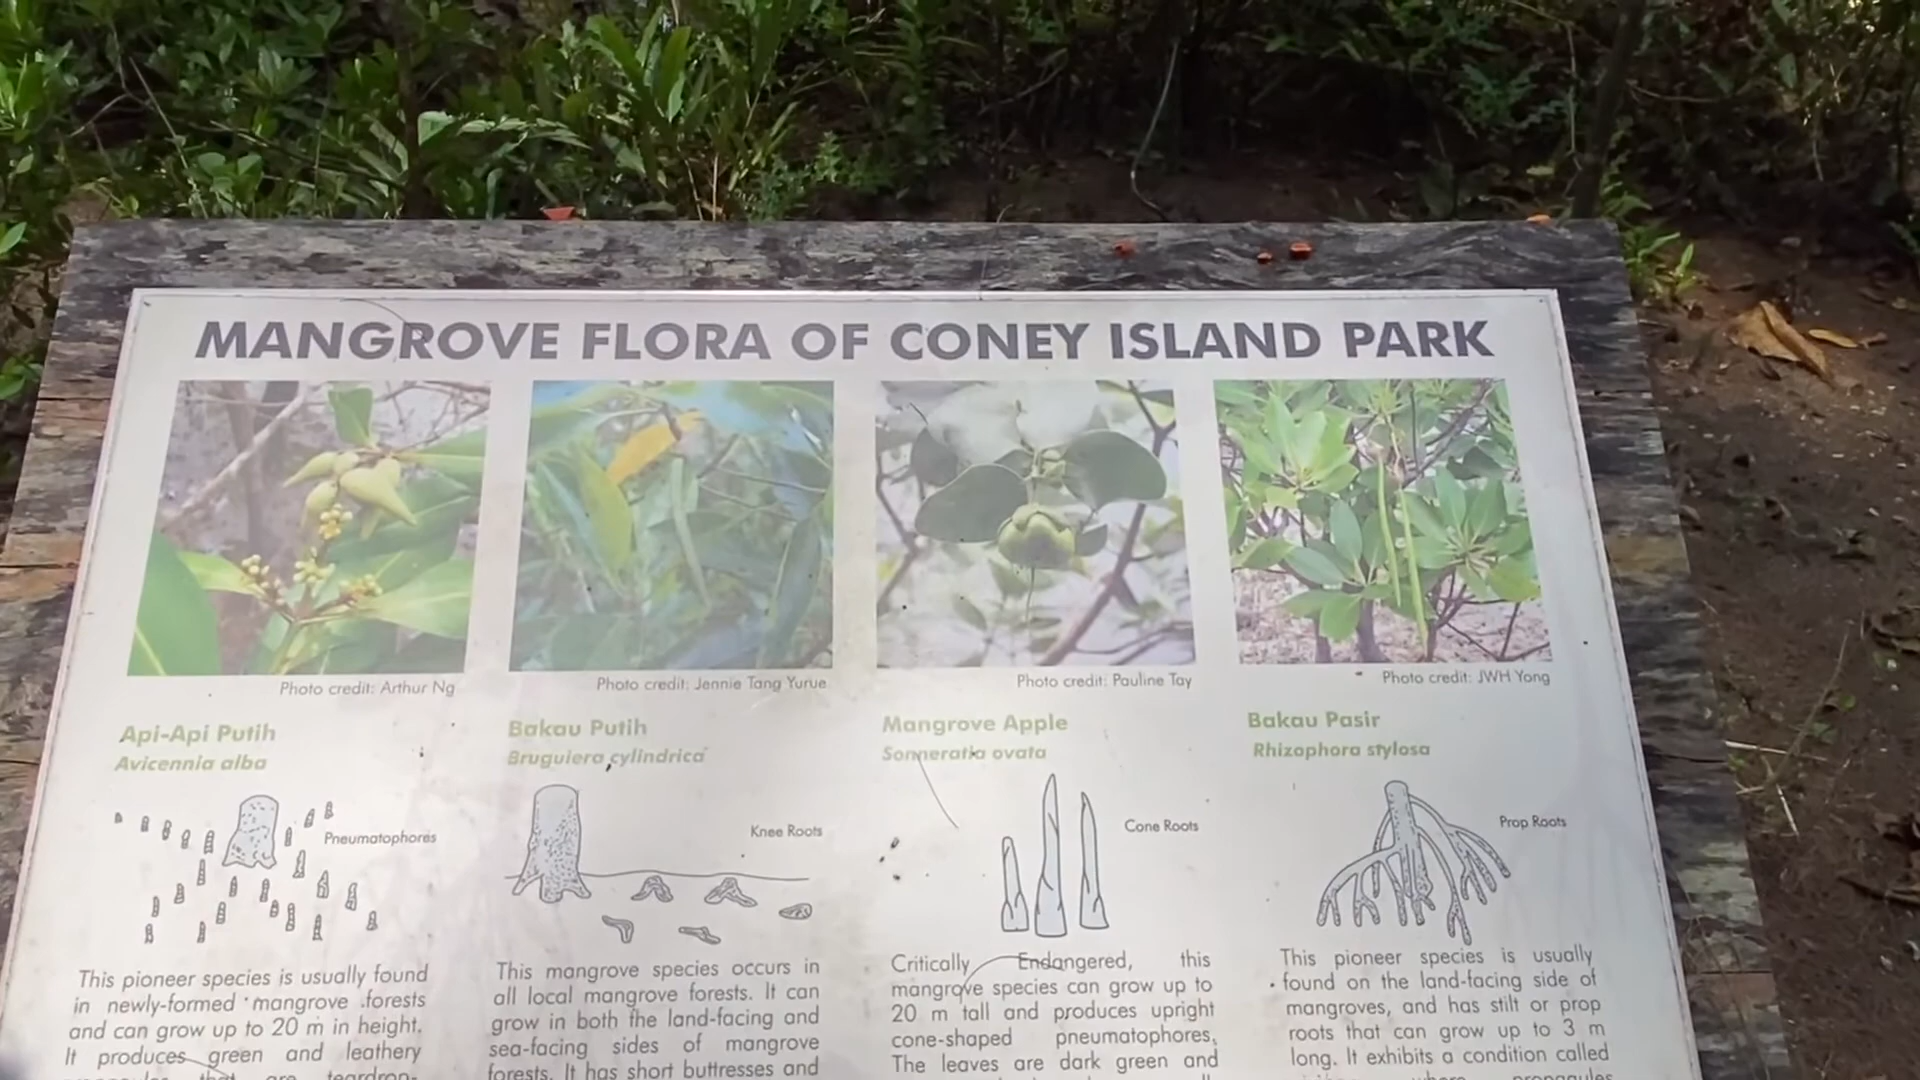 MANGROVE FLORA OF CONEY ISLAND PARK
Photo credit: Arthur Ng
Photo credit: Jennie Tang Yurue
Photo credit: Pauline Tay
Photo credit: JWH Yong
Api-Api Putih
Avicennia alba
Pneumatophores
This pioneer species is usually found
in newly-formed mangrove forests
and can grow up to 20 m in height.
It produces green and leathery
that are teardrop-
Bakau Putih
Bruguiera cylindrica
Knee Roots
This mangrove species occurs in
all local mangrove forests. It can
grow in both the land-facing and
sea-facing sides of mangrove
forests. It has short buttresses and
Mangrove Apple
Sonneratia ovata
Cone Roots
Critically Endangered, this
mangrove species can grow up to
20 m tall and produces upright
cone-shaped pneumatophores.
The leaves are dark green and
Bakau Pasir
Rhizophora stylosa
Prop Roots
This pioneer species is usually
found on the land-facing side of
mangroves, and has stilt or prop
roots that can grow up to 3 m
long. It exhibits a condition called
where propagules